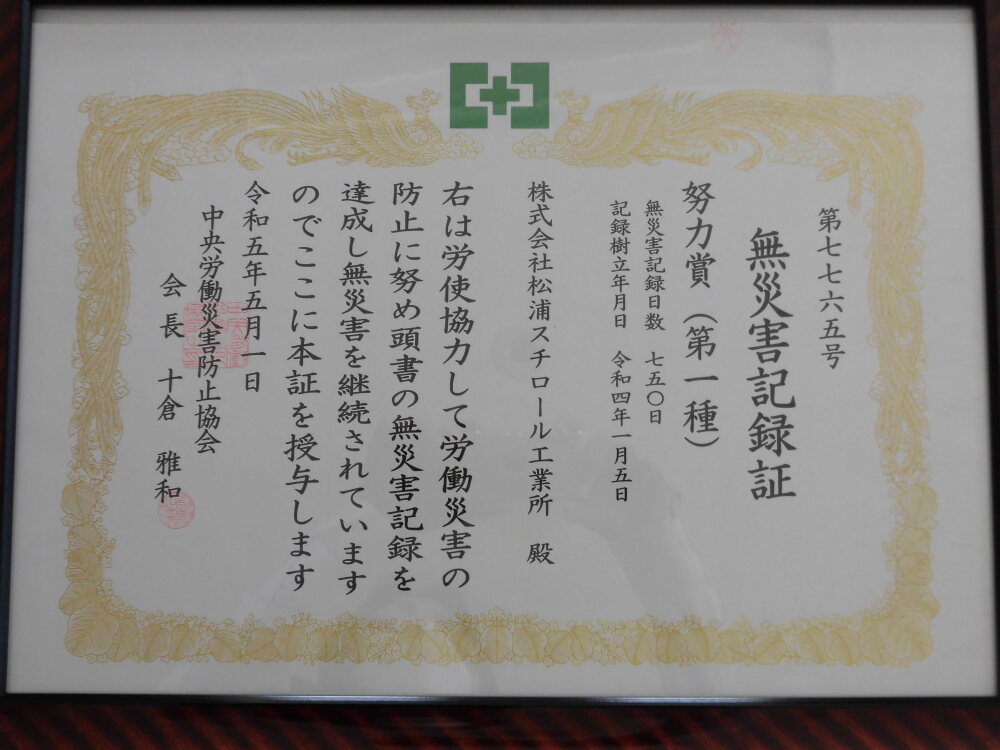 第七七六五号
無災害記録証
努力賞（第一種）
無災害記録日数　七五〇日
記録樹立年月日　令和四年一月五日
株式会社松浦スチロール工業所　殿
右は労使協力して労働災害の
防止に努め頭書の無災害記録を
達成し無災害を継続されています
のでここに本証を授与します
令和五年五月一日
中央労働災害防止協会
会長　十倉　雅和